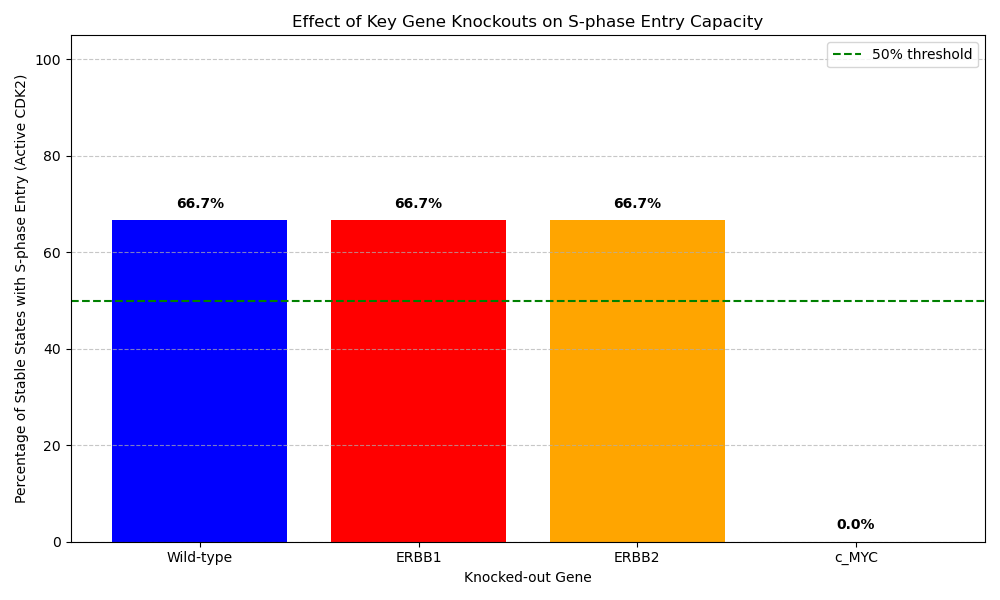 Effect of Key Gene Knockouts on S-phase Entry Capacity
50% threshold
Percentage of Stable States with S-phase Entry (Active CDK2)
100
80
60
40
20
0
66.7%
66.7%
66.7%
0.0%
Wild-type
ERBB1
ERBB2
c_MYC
Knocked-out Gene